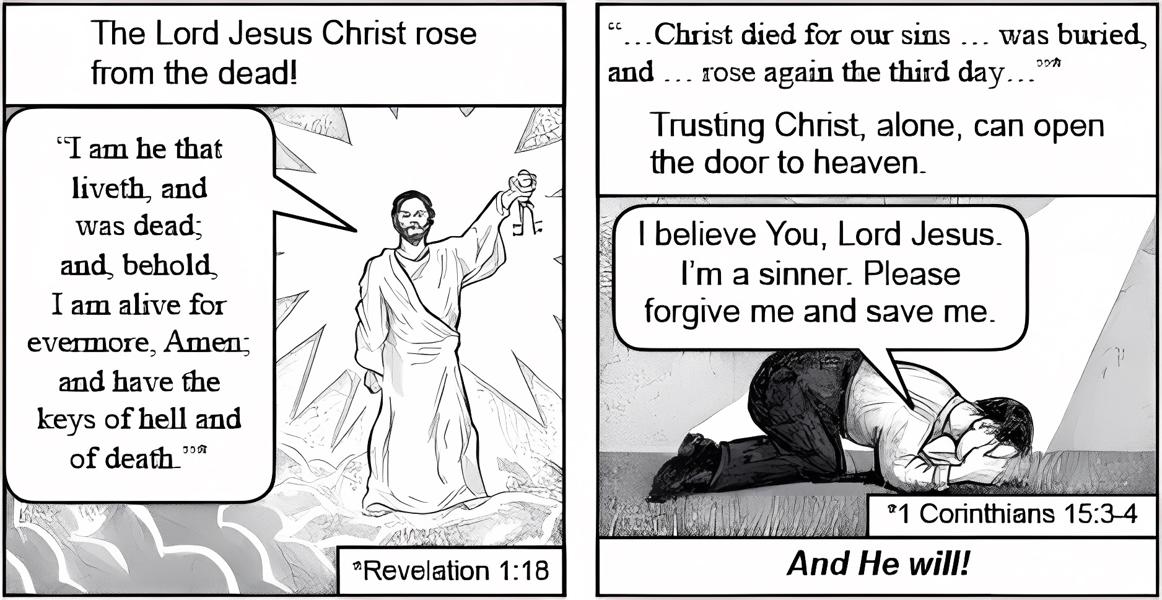 The Lord Jesus Christ rose
from the dead!
“I am he that
liveth, and
was dead;
and, behold,
I am alive for
evermore, Amen;
and have the
keys of hell and
of death.”*
*Revelation 1:18
“...Christ died for our sins ... was buried,
and ... rose again the third day...”*
Trusting Christ, alone, can open
the door to heaven.
I believe You, Lord Jesus.
I’m a sinner. Please
forgive me and save me.
*1 Corinthians 15:3-4
And He will!